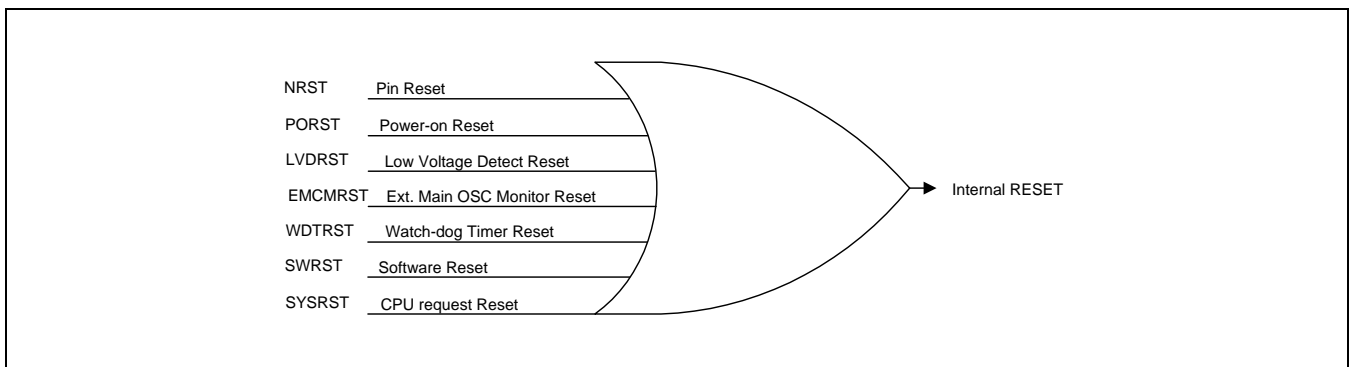 NRST Pin Reset
PORST Power-on Reset
LVDRST Low Voltage Detect Reset
EMCMRST Ext. Main OSC Monitor Reset
Internal RESET
WDTRST Watch-dog Timer Reset
SWRST Software Reset
SYSRST CPU request Reset